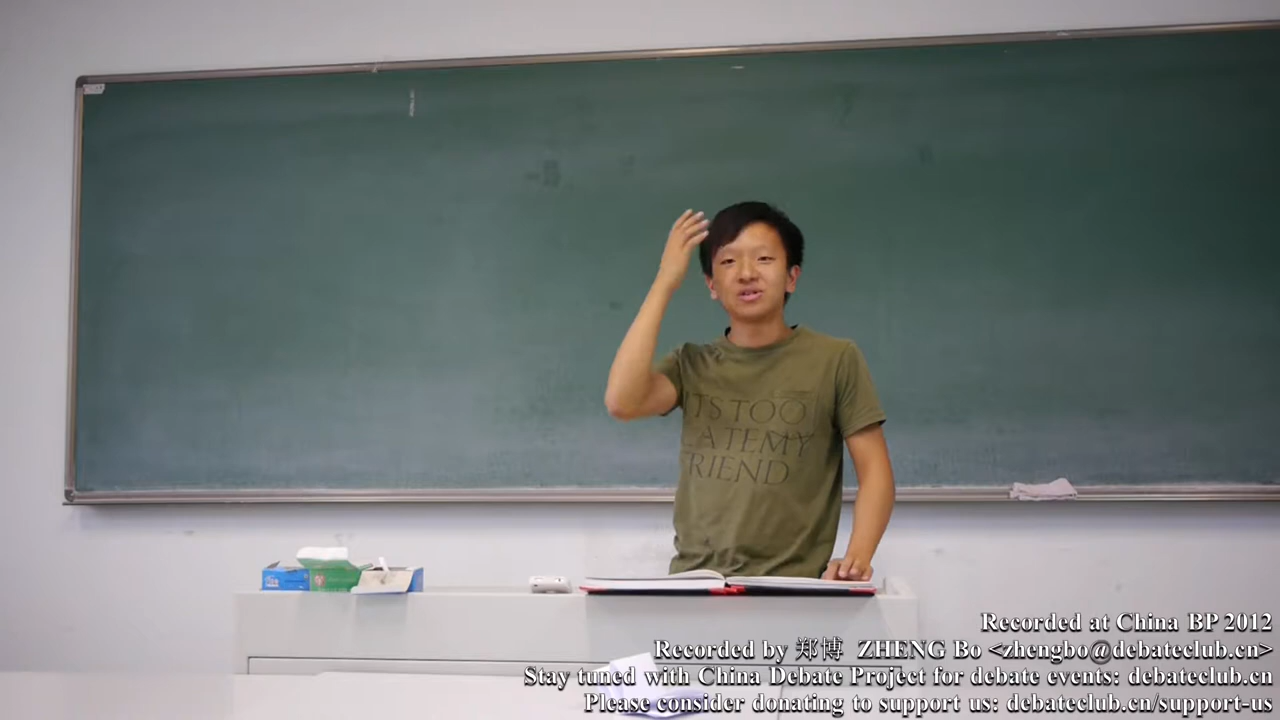 ITS TOO
LATE MY
FRIEND
Recorded at China BP 2012
Recorded by 郑博 ZHENG Bo <zhengbo@debateclub.cn>
Stay tuned with China Debate Project for debate events: debateclub.cn
Please consider donating to support us: debateclub.cn/support-us